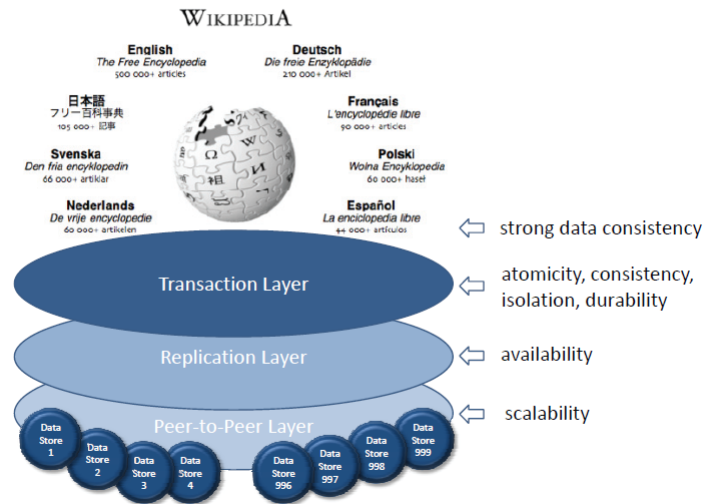 WIKIPEDIA
English
The Free Encyclopedia
500 000+ articles
Deutsch
Die freie Enzyklopädie
210 000+ Artikel
日本語
フリー百科事典
105 000+ 記事
Français
L'encyclopédie libre
90 000+ articles
Svenska
Den fria encyklopedin
66 000+ artiklar
Polski
Wolna Encyklopedia
60 000+ haseł
Nederlands
De vrije encyclopedie
60 000+ artikelen
Español
La enciclopedia libre
44 000+ artículos
strong data consistency
Transaction Layer
atomicity, consistency,
isolation, durability
Replication Layer
availability
Peer-to-Peer Layer
scalability
Data
Store
1
Data
Store
2
Data
Store
3
Data
Store
4
Data
Store
996
Data
Store
997
Data
Store
998
Data
Store
999